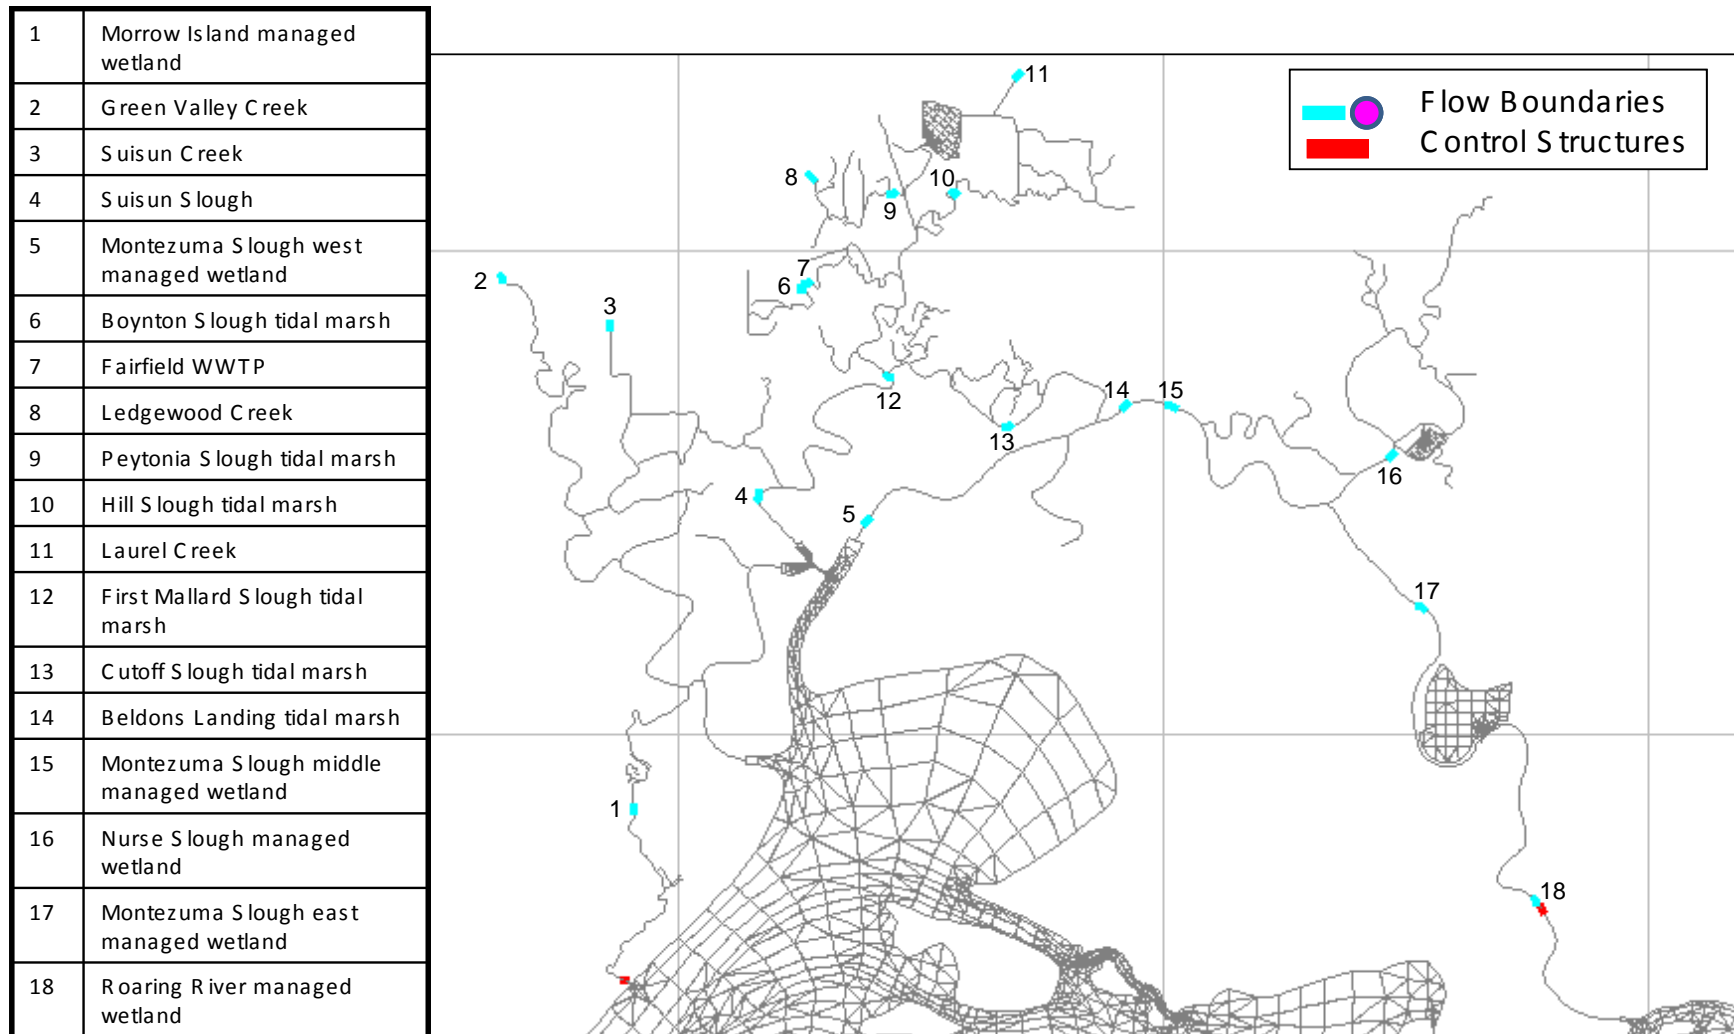 1 Morrow Island managed
wetland
2 Green Valley Creek
3 Suisun Creek
4 Suisun Slough
5 Montezuma Slough west
managed wetland
6 Boynton Slough tidal marsh
7 Fairfield WWTP
8 Ledgewood Creek
9 Peytonia Slough tidal marsh
10 Hill Slough tidal marsh
11 Laurel Creek
12 First Mallard Slough tidal
marsh
13 Cutoff Slough tidal marsh
14 Beldons Landing tidal marsh
15 Montezuma Slough middle
managed wetland
16 Nurse Slough managed
wetland
17 Montezuma Slough east
managed wetland
18 Roaring River managed
wetland
Flow Boundaries
Control Structures
11
8
10
9
2
7
6
3
14
15
12
13
16
4
5
17
1
18